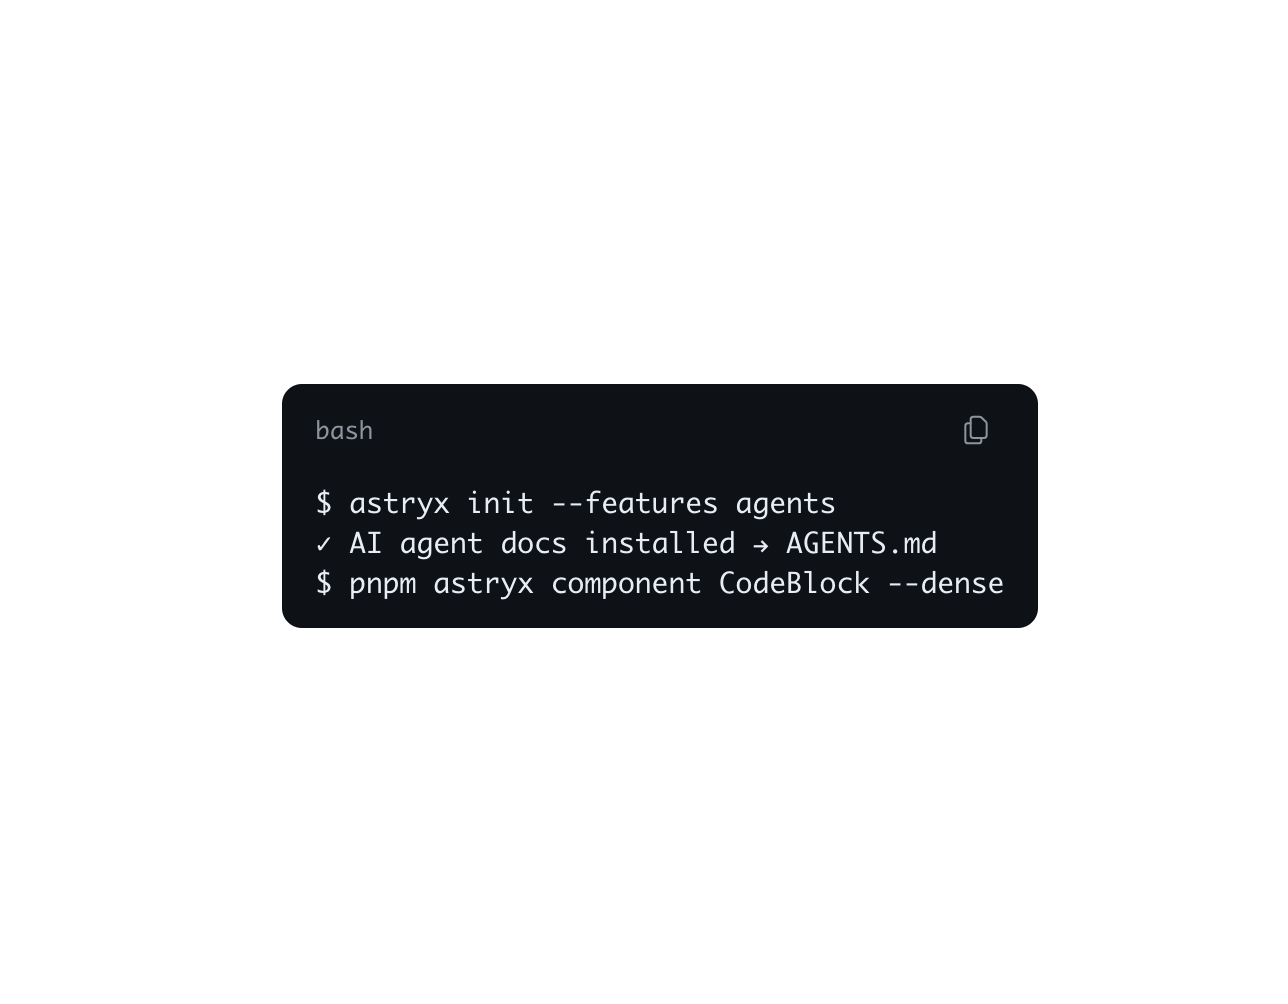 bash
$ astryx init --features agents
✓ AI agent docs installed → AGENTS.md
$ pnpm astryx component CodeBlock --dense